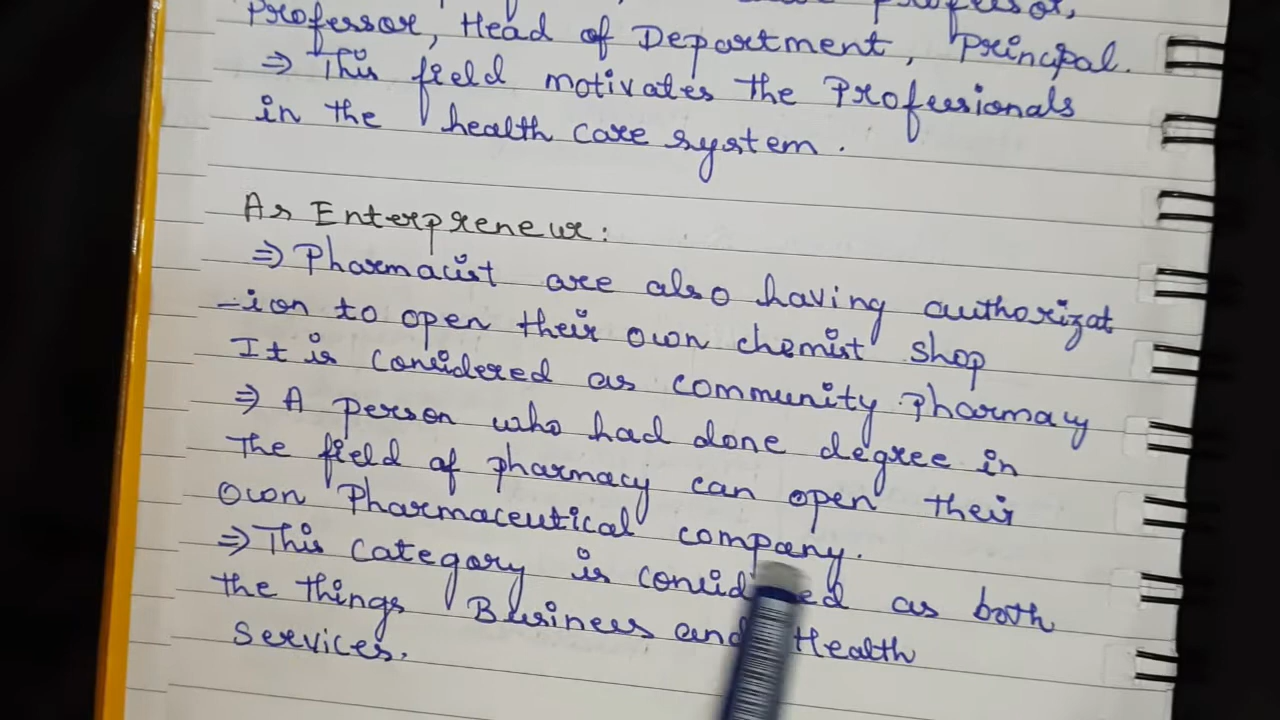 Professor,
Professor, Head of Department, Principal.
⇒ This field motivates the Professionals
in the health care system.
As Enterpreneur:
⇒ Pharmacist are also having authorizat
-ion to open their own chemist shop
It is considered as community Pharmacy
⇒ A person who had done degree in
the field of pharmacy can open their
own Pharmaceutical company.
⇒ This category is considered as both
the things Business and Health
Services.